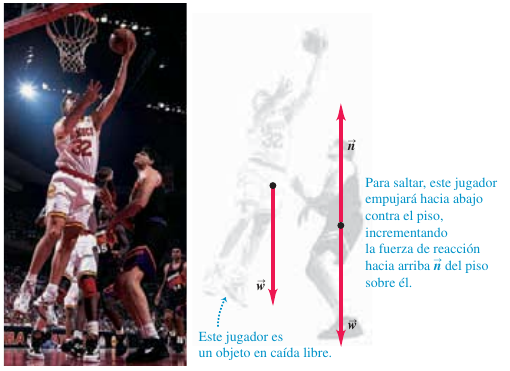 32
n⃗
Para saltar, este jugador
empujará hacia abajo
contra el piso,
incrementando
la fuerza de reacción
hacia arriba n⃗ del piso
sobre él.
w⃗
w⃗
Este jugador es
un objeto en caída libre.